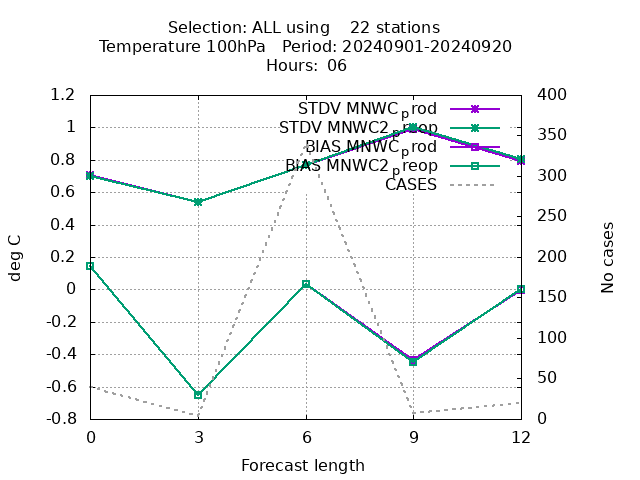 Selection: ALL using    22 stations
Temperature 100hPa   Period: 20240901-20240920
Hours:  06
STDV MNWC_prod
STDV MNWC2_preop
BIAS MNWC_prod
BIAS MNWC2_preop
CASES
1.2
1
0.8
0.6
0.4
0.2
0
-0.2
-0.4
-0.6
-0.8
400
350
300
250
200
150
100
50
0
deg C
No cases
0 3 6 9 12
Forecast length